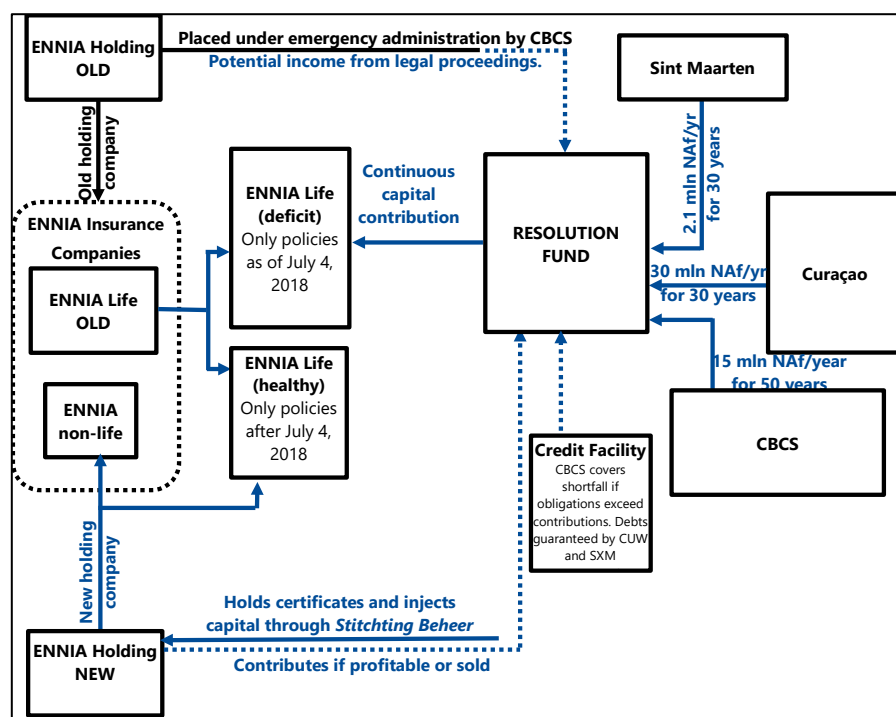 ENNIA Holding
OLD
Placed under emergency administration by CBCS
Potential income from legal proceedings.
Sint Maarten
Old holding
company
2.1 mln NAf/yr
for 30 years
ENNIA Insurance
Companies
ENNIA Life
OLD
ENNIA
non-life
ENNIA Life
(deficit)
Only policies
as of July 4,
2018
Continuous
capital
contribution
RESOLUTION
FUND
Curaçao
30 mln NAf/yr
for 30 years
ENNIA Life
(healthy)
Only policies
after July 4,
2018
15 mln NAf/year
for 50 years
CBCS
Credit Facility
CBCS covers
shortfall if
obligations exceed
contributions. Debts
guaranteed by CUW
and SXM
New holding
company
Holds certificates and injects
capital through Stitchting Beheer
ENNIA Holding
NEW
Contributes if profitable or sold